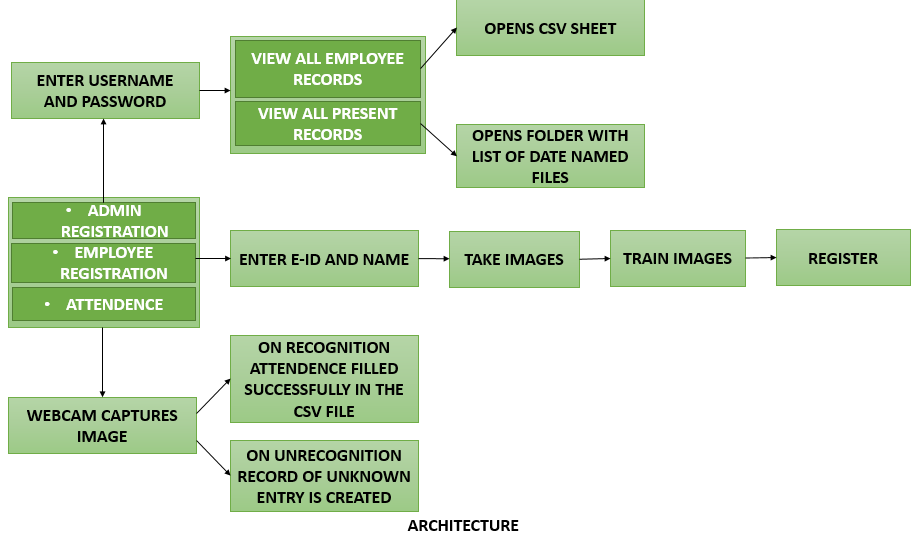 OPENS CSV SHEET
VIEW ALL EMPLOYEE
RECORDS
ENTER USERNAME
AND PASSWORD
VIEW ALL PRESENT
RECORDS
OPENS FOLDER WITH
LIST OF DATE NAMED
FILES
• ADMIN
REGISTRATION
• EMPLOYEE
REGISTRATION
• ATTENDENCE
ENTER E-ID AND NAME
TAKE IMAGES
TRAIN IMAGES
REGISTER
ON RECOGNITION
ATTENDENCE FILLED
SUCCESSFULLY IN THE
CSV FILE
WEBCAM CAPTURES
IMAGE
ON UNRECOGNITION
RECORD OF UNKNOWN
ENTRY IS CREATED
ARCHITECTURE